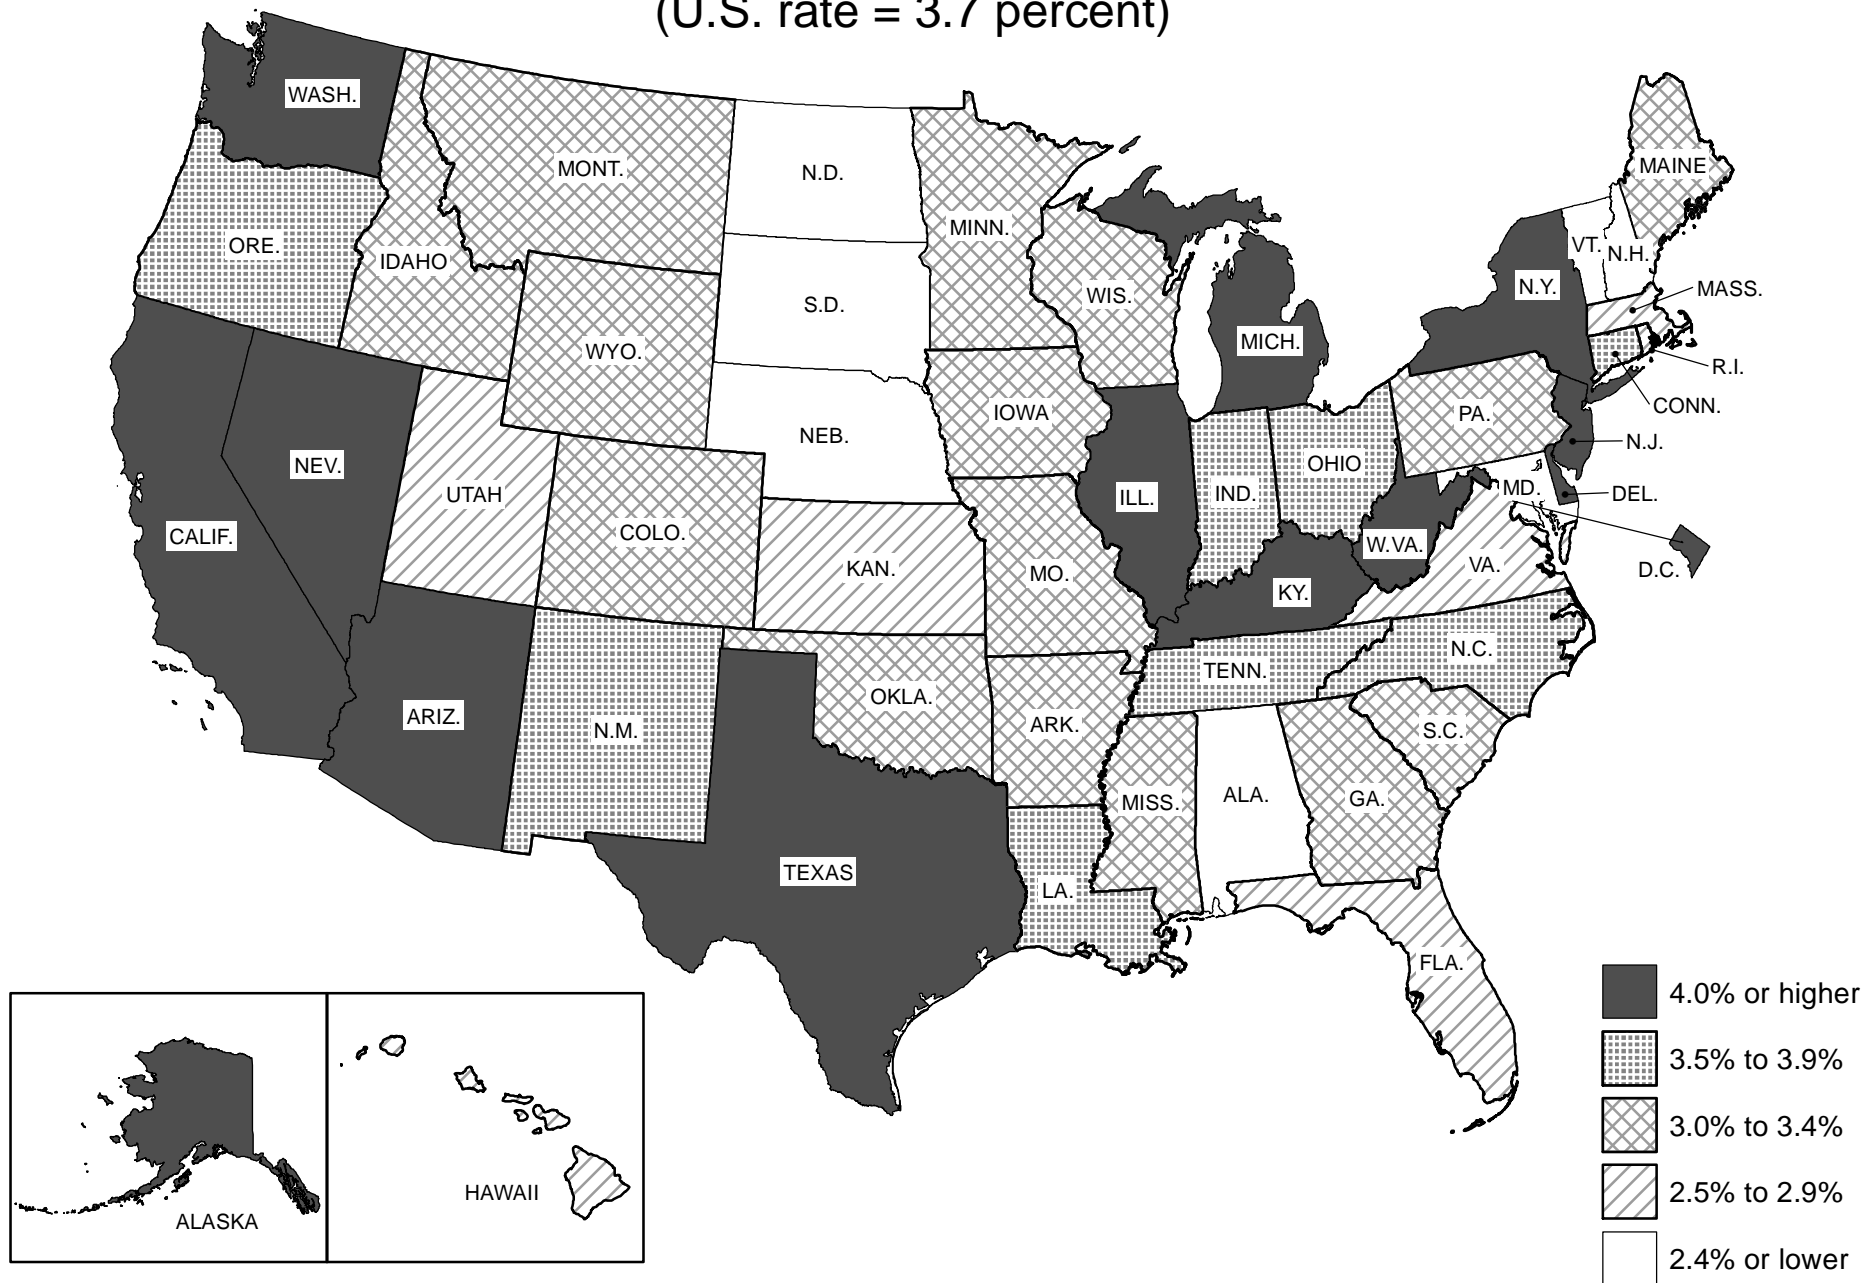 (U.S. rate = 3.7 percent)
WASH.
MONT.
N.D.
MINN.
MAINE
ORE.
IDAHO
S.D.
WIS.
MICH.
N.Y.
VT.
N.H.
MASS.
R.I.
CONN.
WYO.
IOWA
PA.
N.J.
NEV.
UTAH
NEB.
ILL.
IND.
OHIO
MD.
DEL.
CALIF.
COLO.
KAN.
MO.
KY.
W.VA.
VA.
D.C.
ARIZ.
N.M.
OKLA.
ARK.
TENN.
N.C.
S.C.
TEXAS
LA.
MISS.
ALA.
GA.
FLA.
ALASKA
HAWAII
4.0% or higher
3.5% to 3.9%
3.0% to 3.4%
2.5% to 2.9%
2.4% or lower